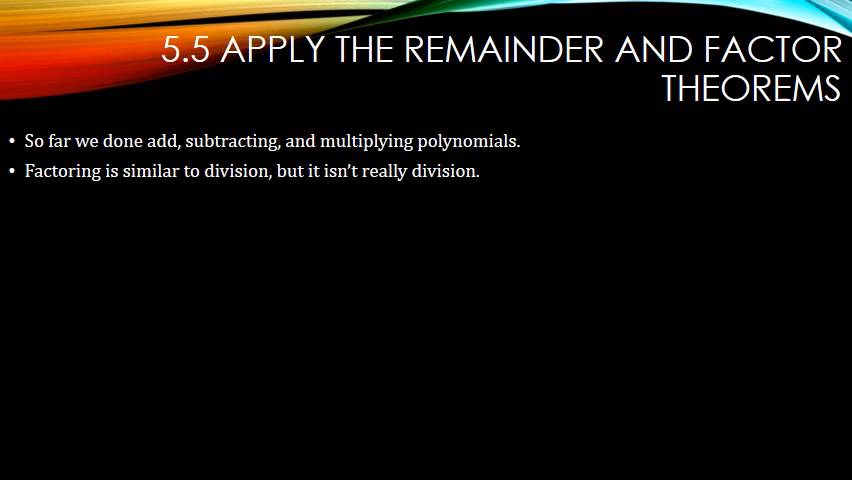 5.5 APPLY THE REMAINDER AND FACTOR
THEOREMS
• So far we done add, subtracting, and multiplying polynomials.
• Factoring is similar to division, but it isn’t really division.